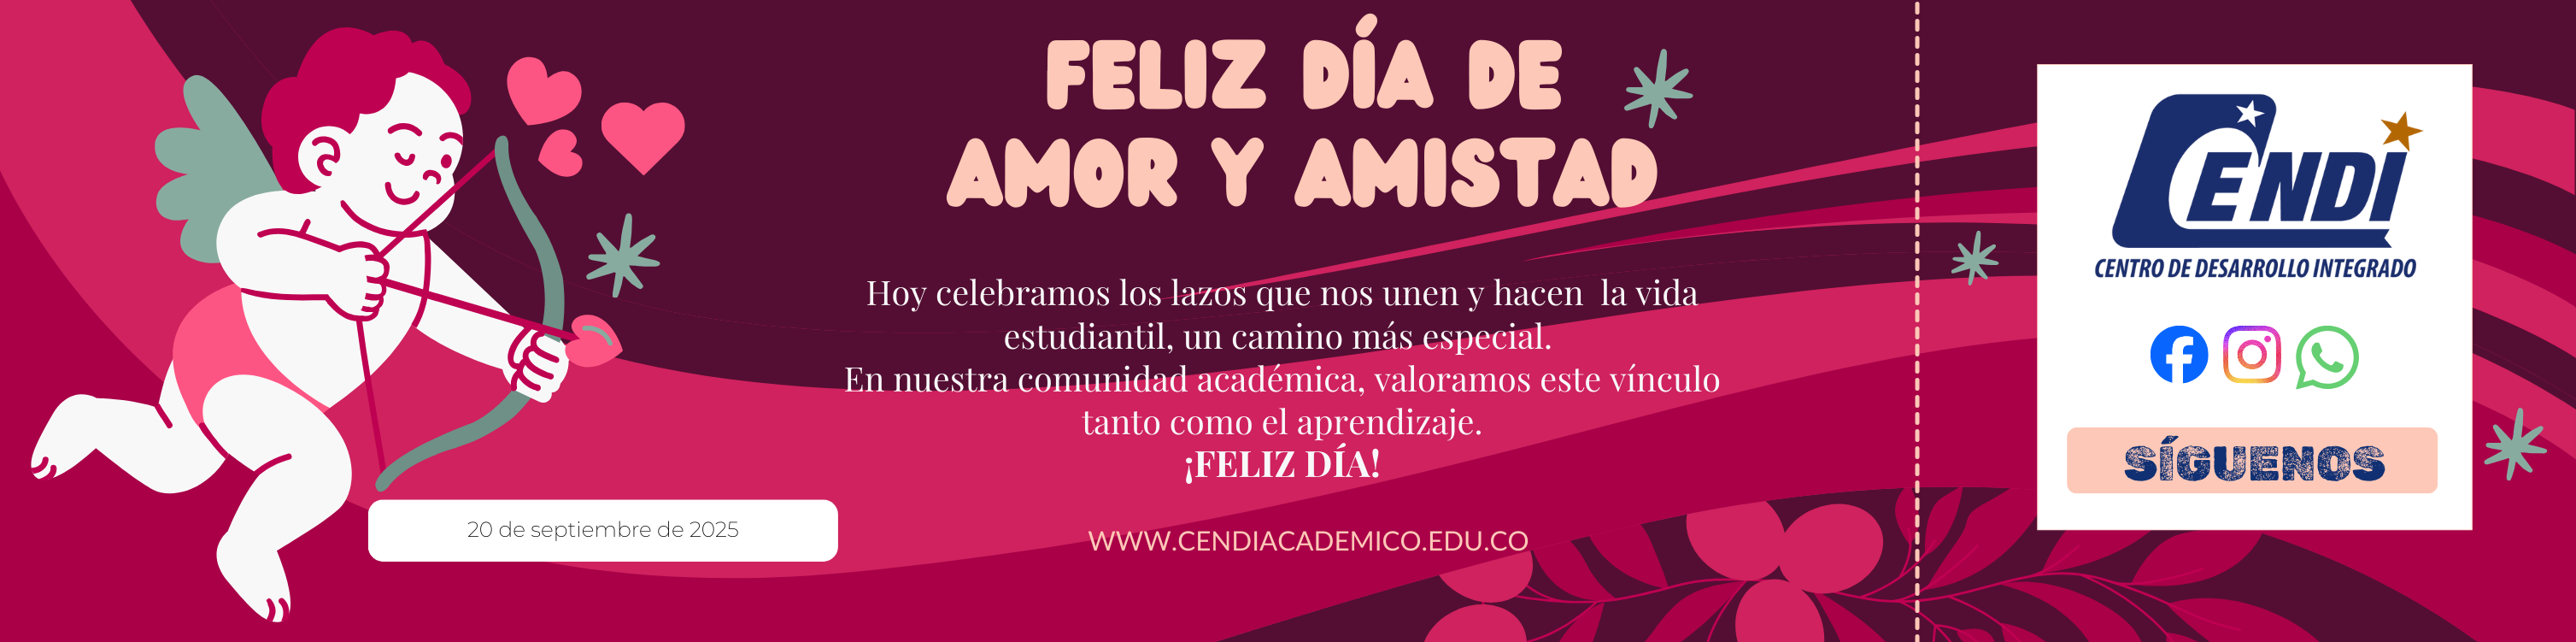 FELIZ DÍA DE
AMOR Y AMISTAD
Hoy celebramos los lazos que nos unen y hacen la vida
estudiantil, un camino más especial.
En nuestra comunidad académica, valoramos este vínculo
tanto como el aprendizaje.
¡FELIZ DÍA!
20 de septiembre de 2025
WWW.CENDIACADEMICO.EDU.CO
CENDI
CENTRO DE DESARROLLO INTEGRADO
SÍGUENOS